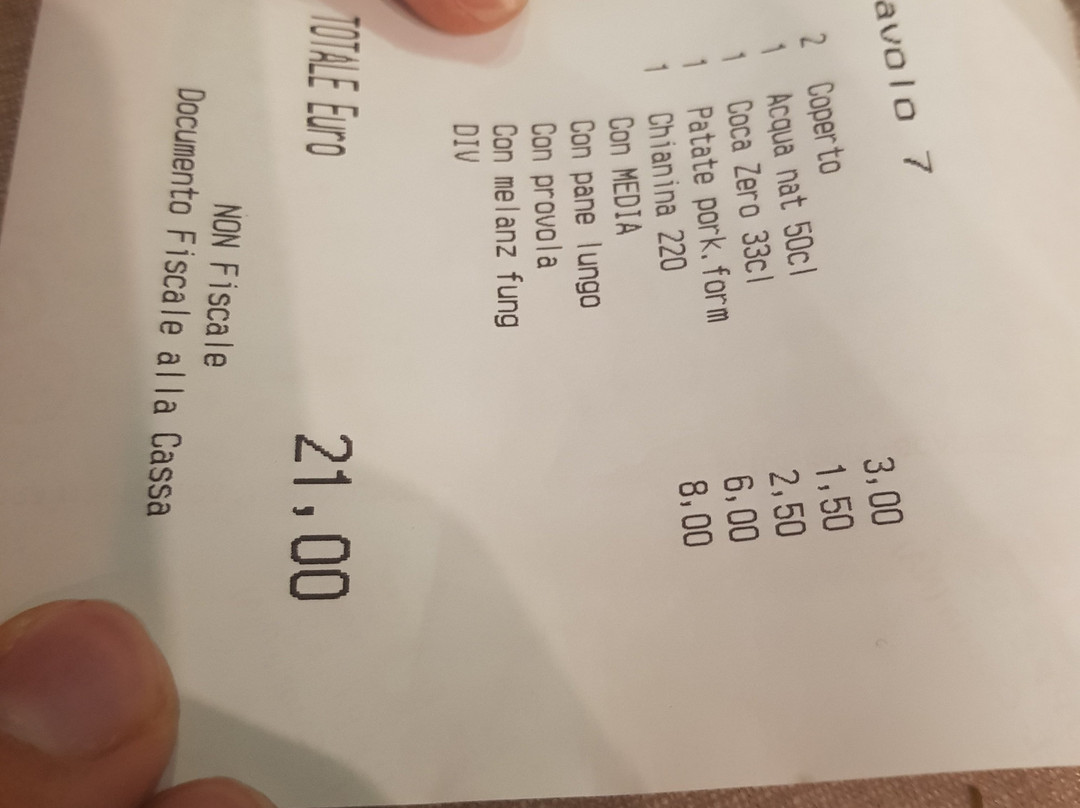 avolo 7
2 Coperto 3,00
1 Acqua nat 50cl 1,50
1 Coca Zero 33cl 2,50
1 Patate pork.form 6,00
1 Chianina 220 8,00
Con MEDIA
Con pane lungo
Con provola
Con melanz fung
DIV
TOTALE Euro 21,00
NON Fiscale
Documento Fiscale alla Cassa